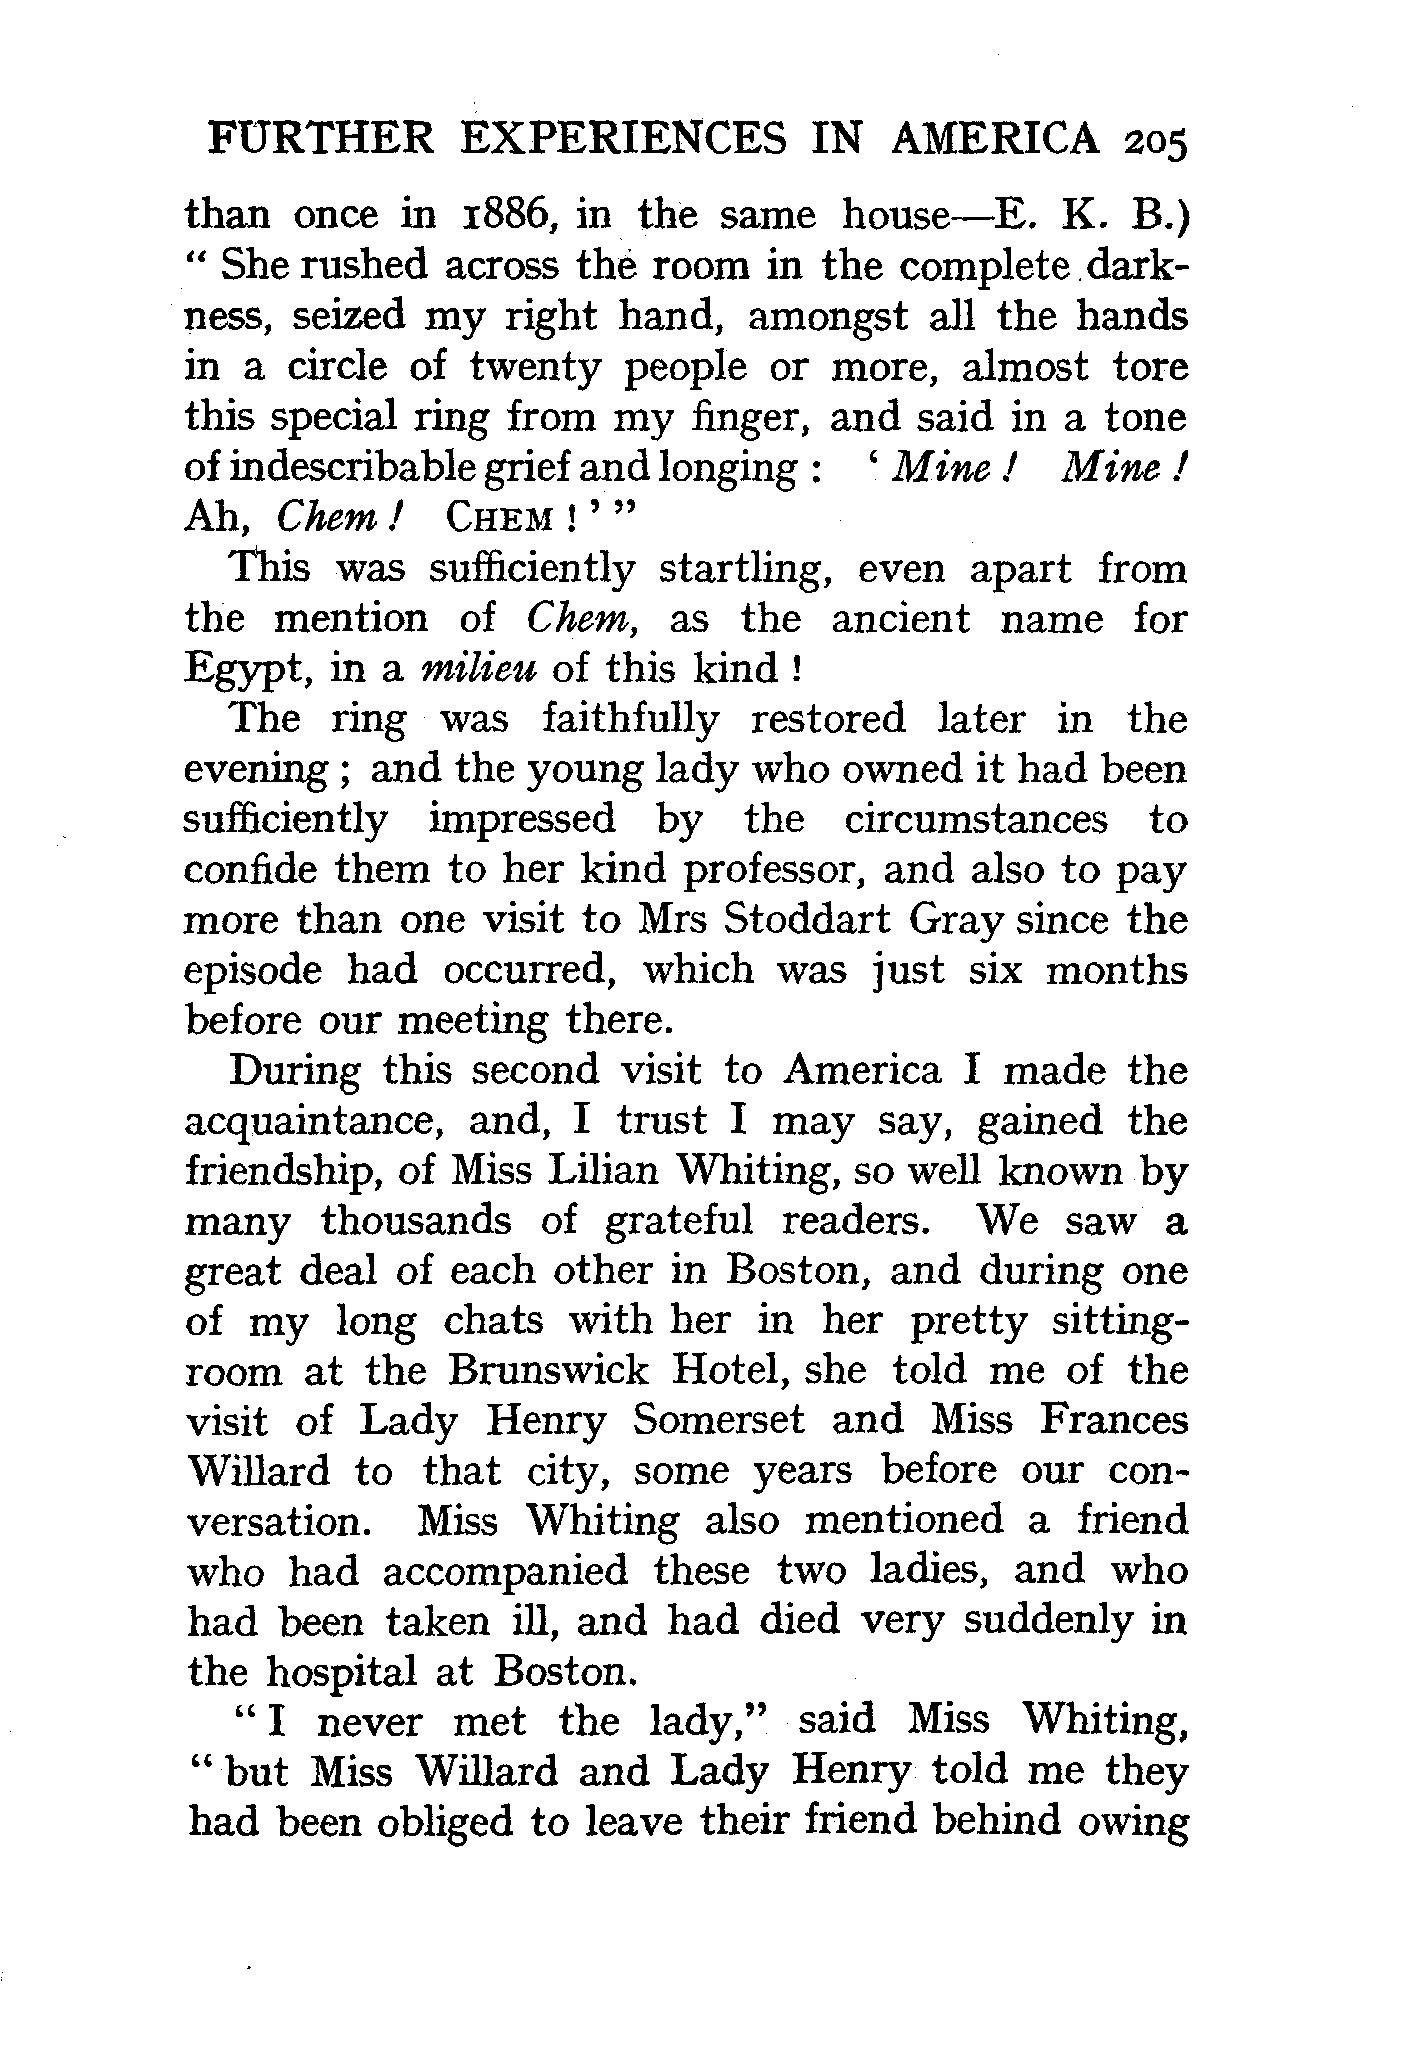 FURTHER EXPERIENCES IN AMERICA 205
than once in 1886, in the same house—E. K. B.)
“ She rushed across the room in the complete dark-
ness, seized my right hand, amongst all the hands
in a circle of twenty people or more, almost tore
this special ring from my finger, and said in a tone
of indescribable grief and longing : ‘ Mine ! Mine !
Ah, Chem ! CHEM ! ’ ”
This was sufficiently startling, even apart from
the mention of Chem, as the ancient name for
Egypt, in a milieu of this kind !
The ring was faithfully restored later in the
evening ; and the young lady who owned it had been
sufficiently impressed by the circumstances to
confide them to her kind professor, and also to pay
more than one visit to Mrs Stoddart Gray since the
episode had occurred, which was just six months
before our meeting there.
During this second visit to America I made the
acquaintance, and, I trust I may say, gained the
friendship, of Miss Lilian Whiting, so well known by
many thousands of grateful readers. We saw a
great deal of each other in Boston, and during one
of my long chats with her in her pretty sitting-
room at the Brunswick Hotel, she told me of the
visit of Lady Henry Somerset and Miss Frances
Willard to that city, some years before our con-
versation. Miss Whiting also mentioned a friend
who had accompanied these two ladies, and who
had been taken ill, and had died very suddenly in
the hospital at Boston.
“ I never met the lady,” said Miss Whiting,
“ but Miss Willard and Lady Henry told me they
had been obliged to leave their friend behind owing